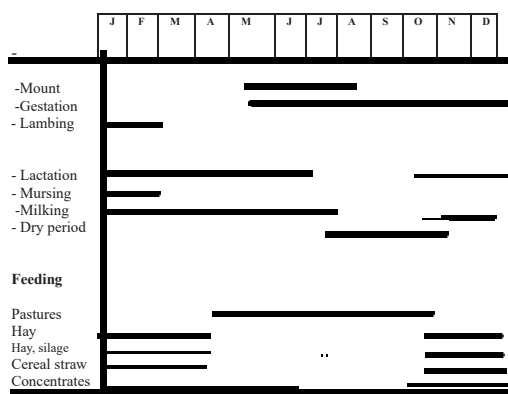 J F M A M J J A S O N D
-
-Mount
-Gestation
- Lambing
- Lactation
- Mursing
-Milking
- Dry period
Feeding
Pastures
Hay
Hay, silage
Cereal straw
Concentrates